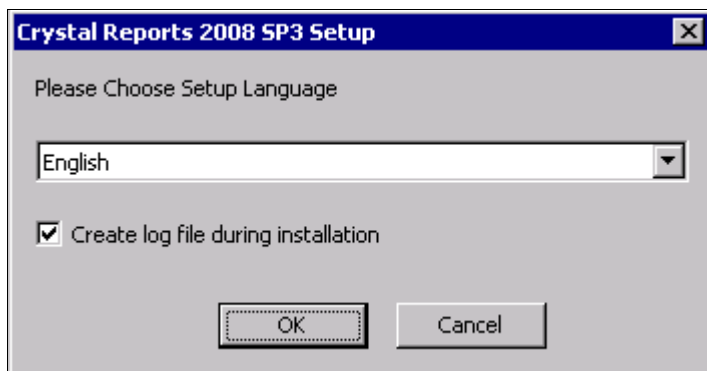 Crystal Reports 2008 SP3 Setup
Please Choose Setup Language
English
Create log file during installation
OK Cancel